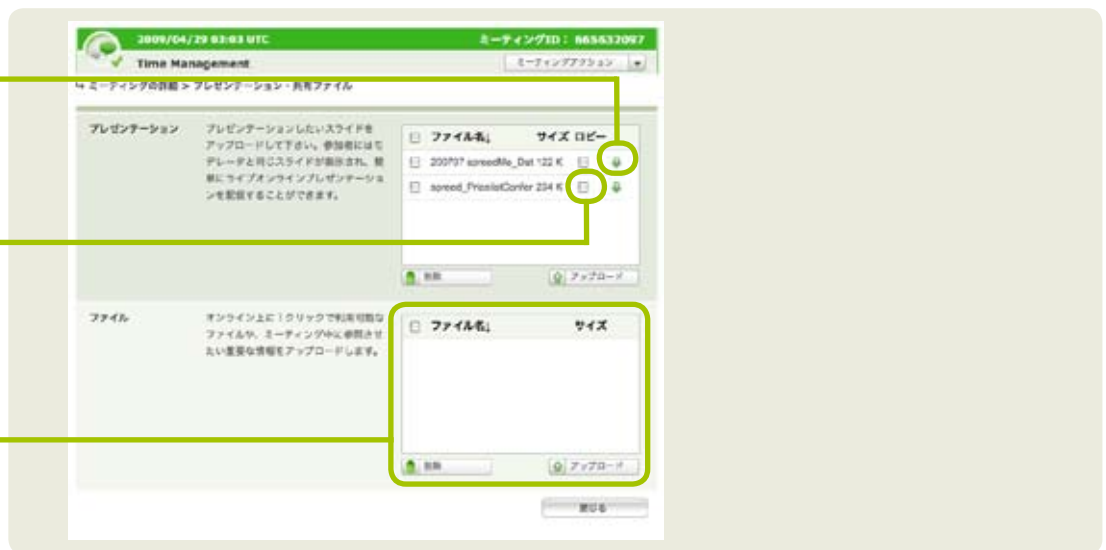 2009/04/29 03:03 UTC
ミーティングID： 665637097
Time Management
ミーティングアクション
ミーティングの詳細 > プレゼンテーション・共有ファイル
プレゼンテーション
プレゼンテーションしたいスライドを
アップロードして下さい。参加者にはモ
デレータと同じスライドが表示され、簡
単にライブオンラインプレゼンテーショ
ンを配信することができます。
ファイル名↓ サイズ ロビー
200707 spreedMe_Dat 122 K
spreed_PricelistConfer 234 K
削除
アップロード
ファイル
オンライン上に1クリックで利用可能な
ファイルや、ミーティング中に参照させ
たい重要な情報をアップロードします。
ファイル名↓ サイズ
削除
アップロード
閉じる